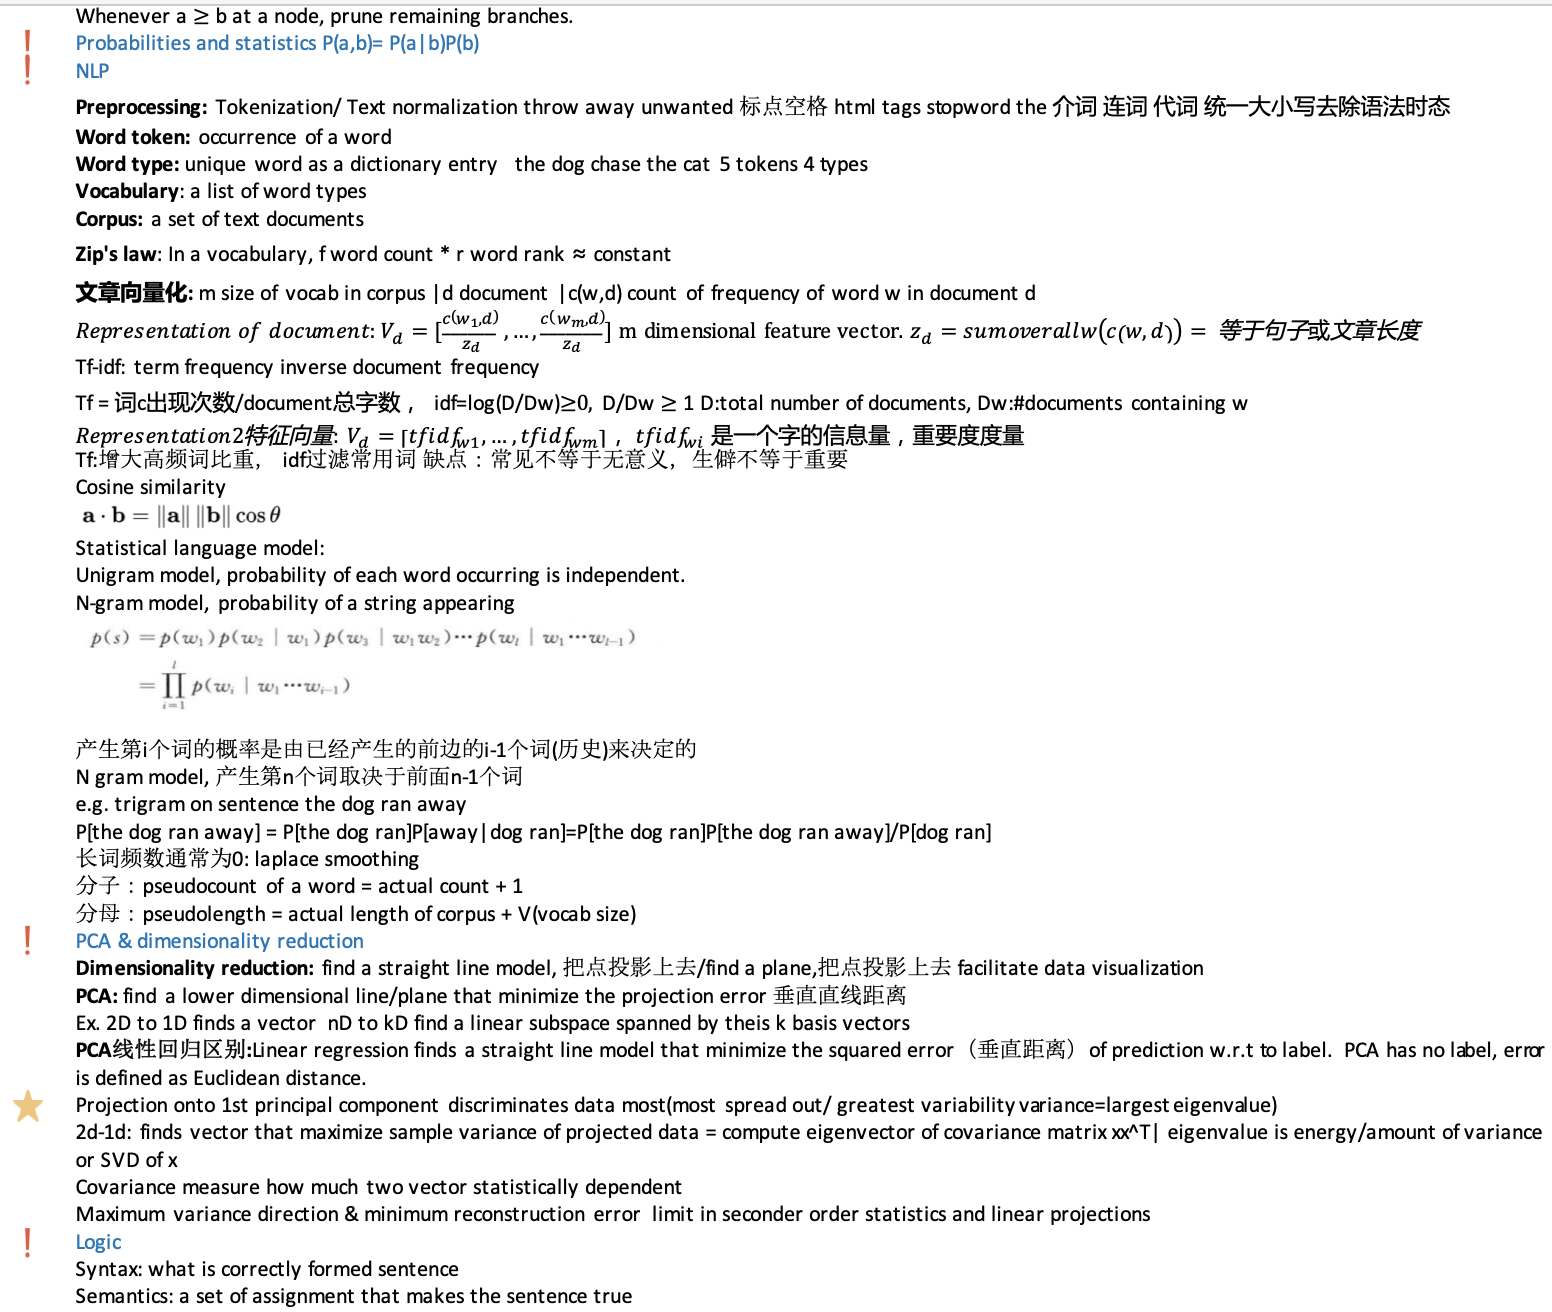 Whenever a ≥ b at a node, prune remaining branches.
Probabilities and statistics P(a,b)= P(a|b)P(b)
NLP
Preprocessing: Tokenization/ Text normalization throw away unwanted 标点空格 html tags stopword the 介词 连词 代词 统一大小写去除语法时态
Word token: occurrence of a word
Word type: unique word as a dictionary entry the dog chase the cat 5 tokens 4 types
Vocabulary: a list of word types
Corpus: a set of text documents
Zip's law: In a vocabulary, f word count * r word rank ≈ constant
文章向量化: m size of vocab in corpus |d document |c(w,d) count of frequency of word w in document d
Representation of document: V_d = [c(w_1,d)/z_d , …, c(w_m,d)/z_d] m dimensional feature vector. z_d = sumoverallw(c(w,d)) = 等于句子或文章长度
Tf-idf: term frequency inverse document frequency
Tf = 词c出现次数/document总字数， idf=log(D/Dw)≥0, D/Dw ≥ 1 D:total number of documents, Dw:#documents containing w
Representation2特征向量: V_d = [tfidf_w1, … , tfidf_wm] , tfidf_wi 是一个字的信息量，重要度度量
Tf:增大高频词比重， idf过滤常用词 缺点：常见不等于无意义，生僻不等于重要
Cosine similarity
a · b = ‖a‖ ‖b‖ cos θ
Statistical language model:
Unigram model, probability of each word occurring is independent.
N-gram model, probability of a string appearing
p(s) = p(w_1)p(w_2 | w_1)p(w_3 | w_1w_2)⋯p(w_l | w_1⋯w_{l-1})
= ∏_{i=1}^{l} p(w_i | w_1⋯w_{i-1})
产生第i个词的概率是由已经产生的前边的i-1个词(历史)来决定的
N gram model, 产生第n个词取决于前面n-1个词
e.g. trigram on sentence the dog ran away
P[the dog ran away] = P[the dog ran]P[away|dog ran]=P[the dog ran]P[the dog ran away]/P[dog ran]
长词频数通常为0: laplace smoothing
分子：pseudocount of a word = actual count + 1
分母：pseudolength = actual length of corpus + V(vocab size)
PCA & dimensionality reduction
Dimensionality reduction: find a straight line model, 把点投影上去/find a plane,把点投影上去 facilitate data visualization
PCA: find a lower dimensional line/plane that minimize the projection error 垂直直线距离
Ex. 2D to 1D finds a vector nD to kD find a linear subspace spanned by theis k basis vectors
PCA线性回归区别:Linear regression finds a straight line model that minimize the squared error（垂直距离）of prediction w.r.t to label. PCA has no label, error
is defined as Euclidean distance.
Projection onto 1st principal component discriminates data most(most spread out/ greatest variability variance=largest eigenvalue)
2d-1d: finds vector that maximize sample variance of projected data = compute eigenvector of covariance matrix xx^T| eigenvalue is energy/amount of variance
or SVD of x
Covariance measure how much two vector statistically dependent
Maximum variance direction & minimum reconstruction error limit in seconder order statistics and linear projections
Logic
Syntax: what is correctly formed sentence
Semantics: a set of assignment that makes the sentence true